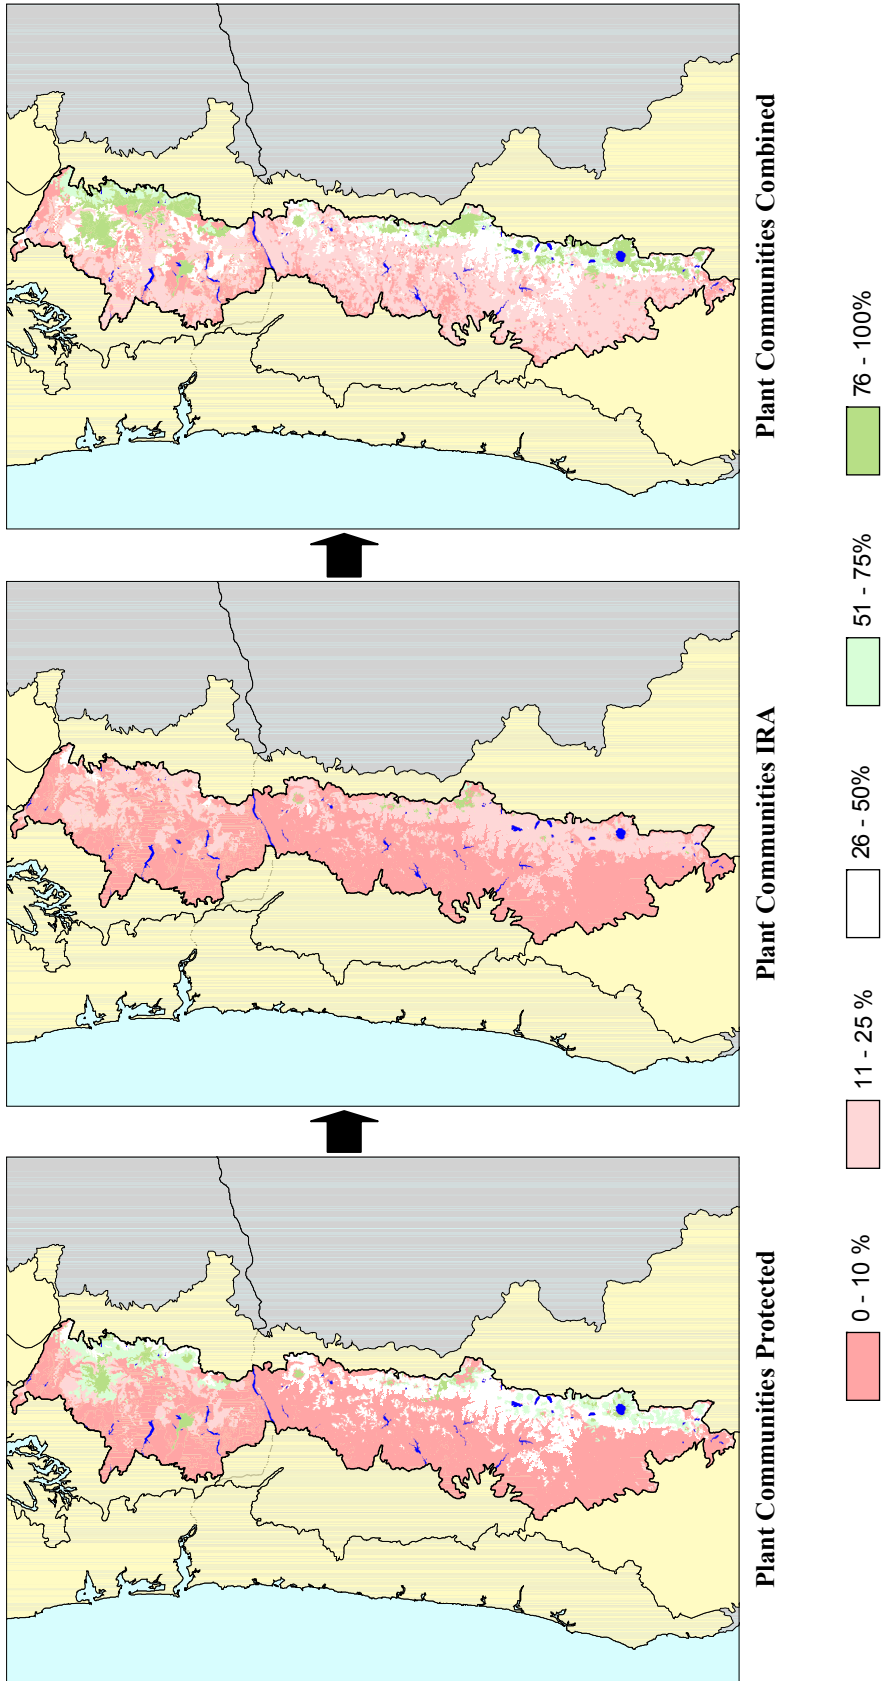 Plant Communities Protected
Plant Communities IRA
Plant Communities Combined
0 - 10 %
11 - 25 %
26 - 50%
51 - 75%
76 - 100%